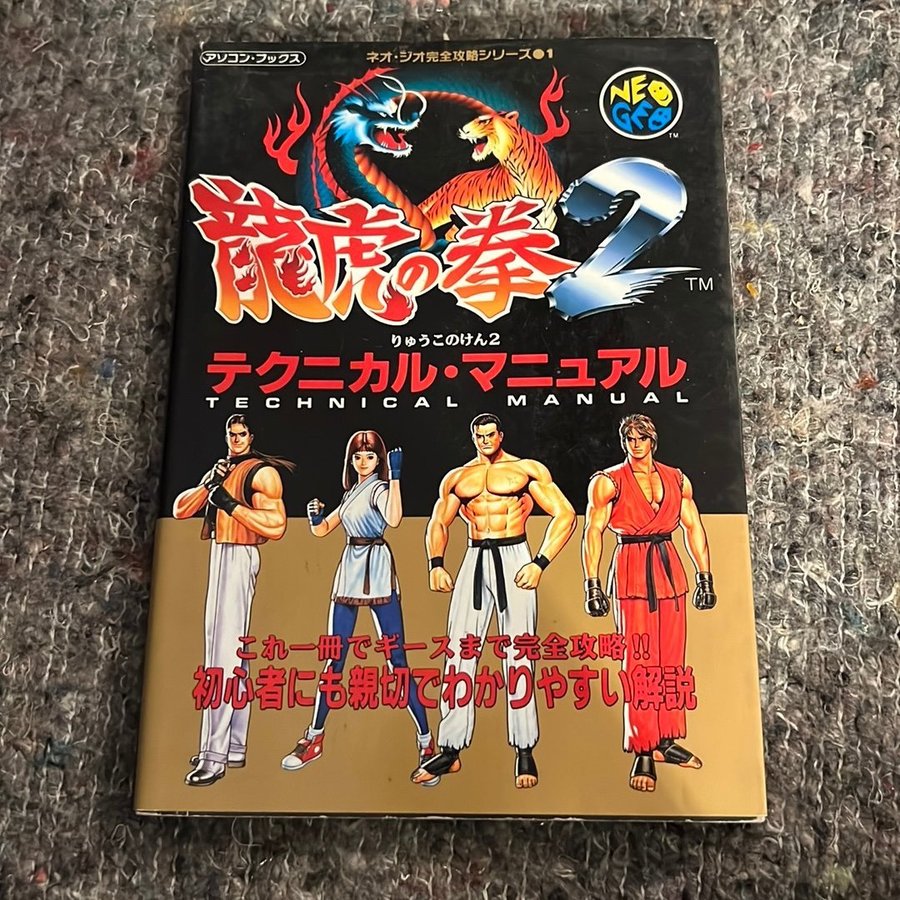 アソコン・ブックス
ネオ・ジオ完全攻略シリーズ●1
NEO
GEO
TM
龍虎の拳2
TM
りゅうこのけん2
テクニカル・マニュアル
TECHNICAL MANUAL
これ一冊でギースまで完全攻略!!
初心者にも親切でわかりやすい解説